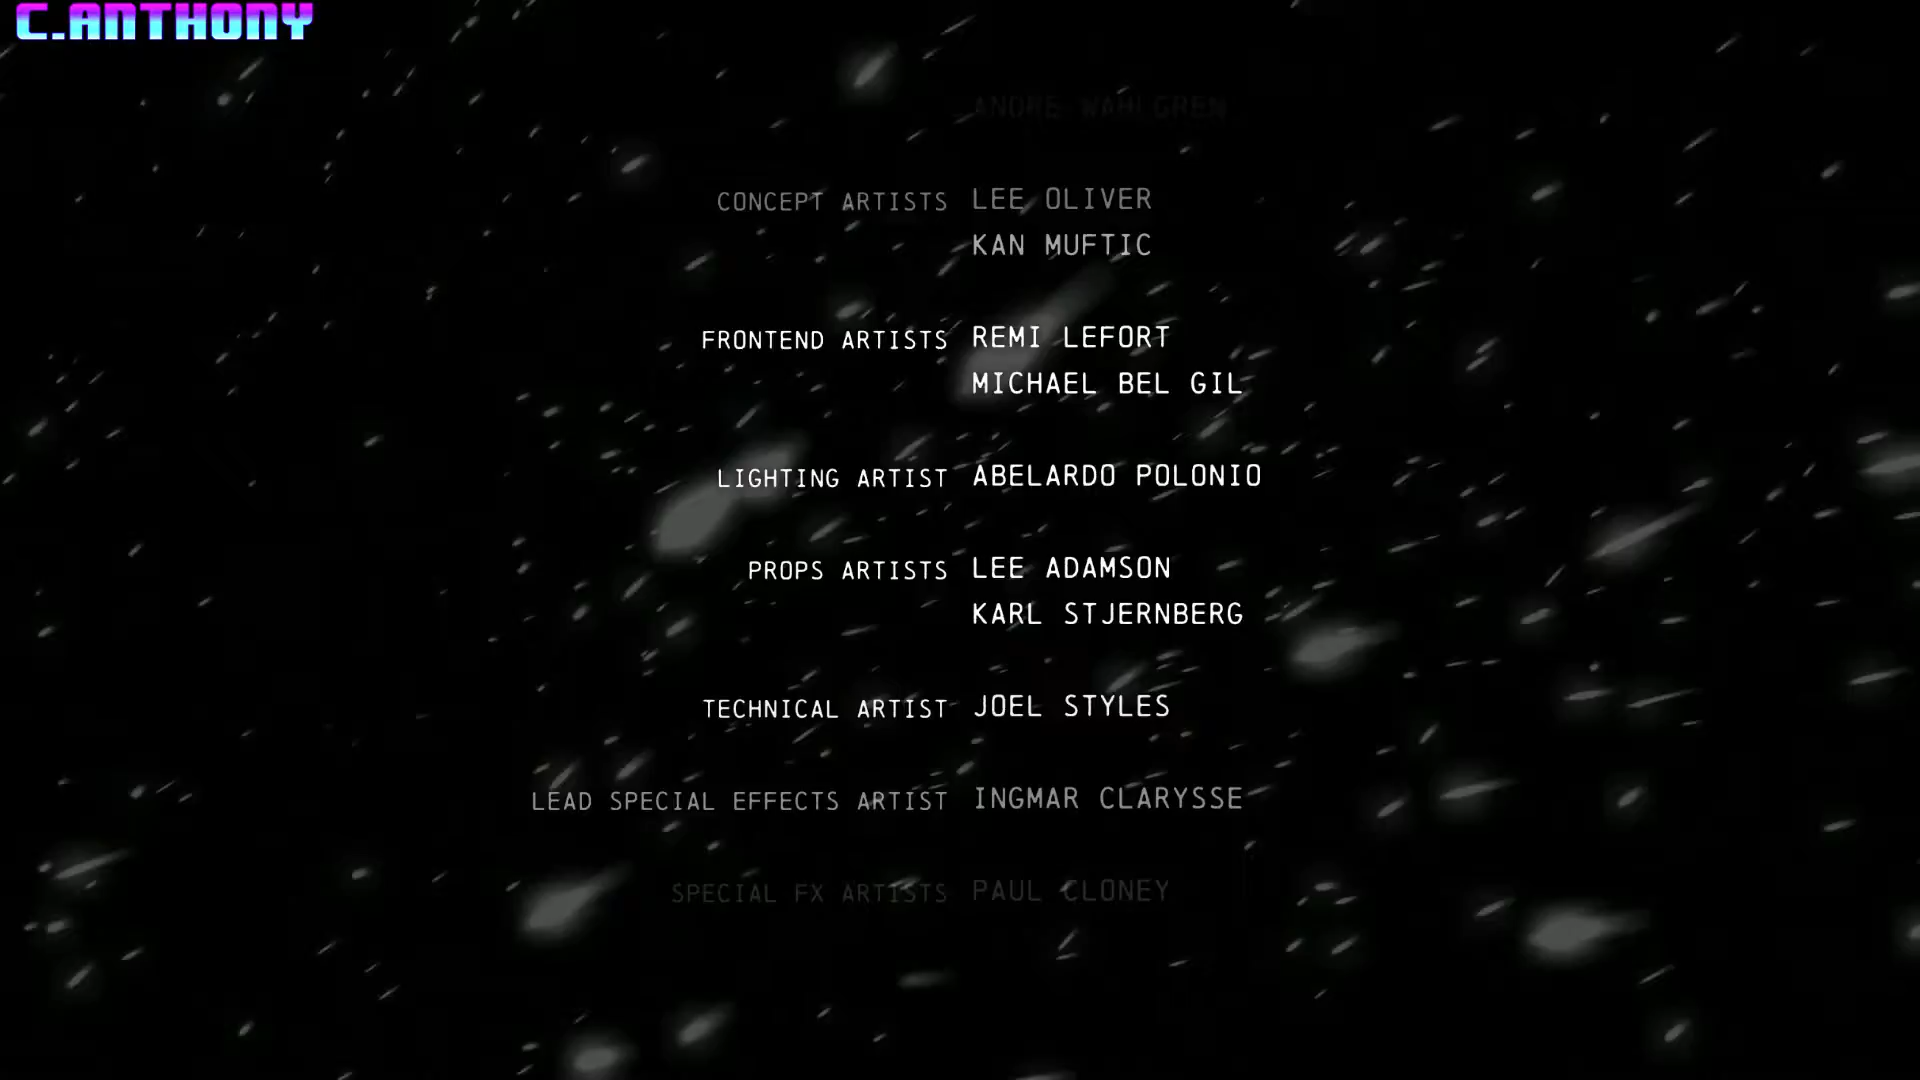 C.ANTHONY
ANDRE WAHLGREN
CONCEPT ARTISTS LEE OLIVER
KAN MUFTIC
FRONTEND ARTISTS REMI LEFORT
MICHAEL BEL GIL
LIGHTING ARTIST ABELARDO POLONIO
PROPS ARTISTS LEE ADAMSON
KARL STJERNBERG
TECHNICAL ARTIST JOEL STYLES
LEAD SPECIAL EFFECTS ARTIST INGMAR CLARYSSE
SPECIAL FX ARTISTS PAUL CLONEY